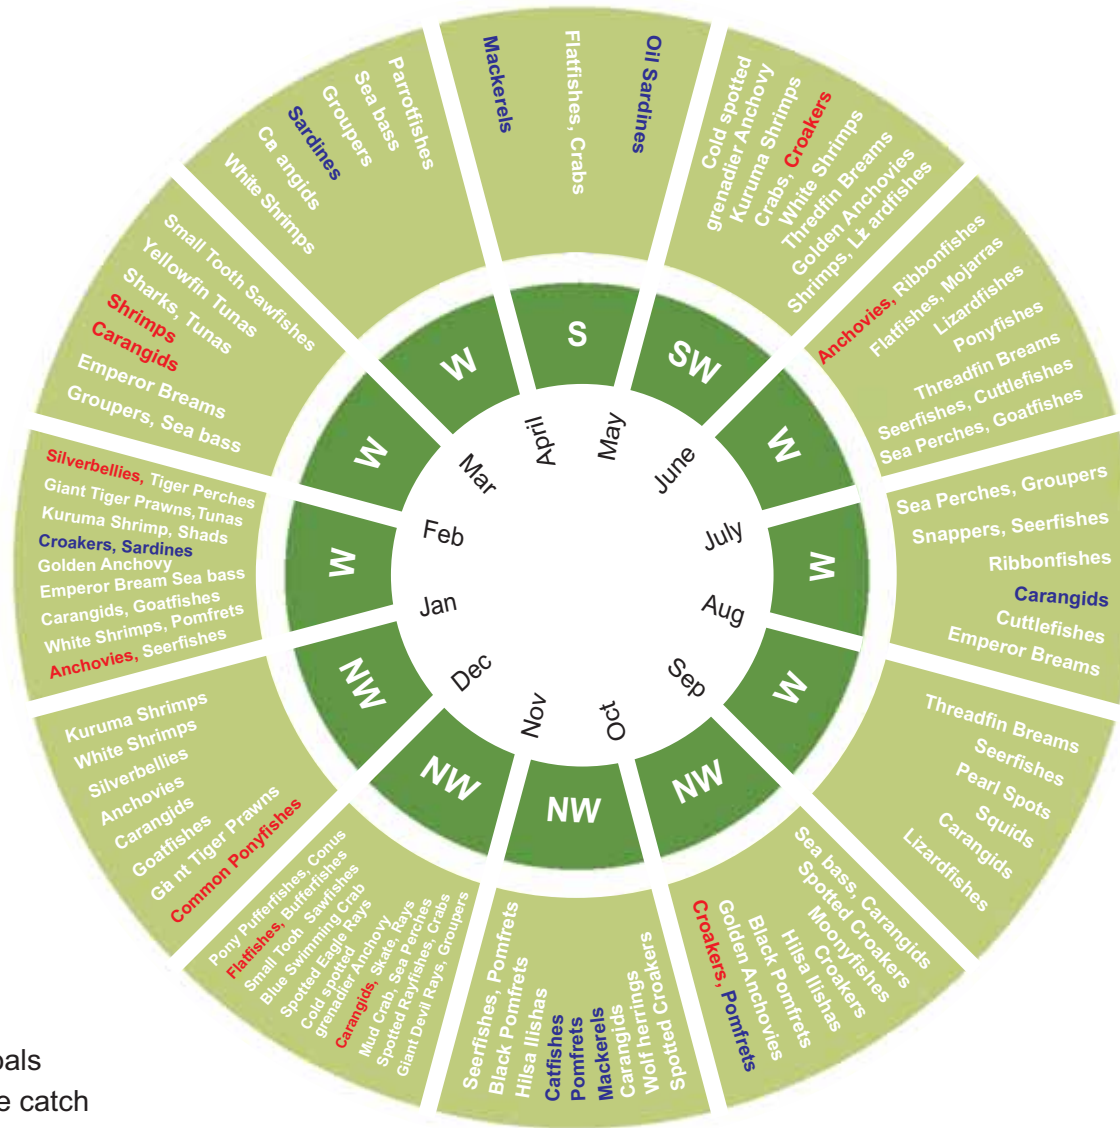 Mackerels
Flatfishes, Crabs
Oil Sardines
Cold spotted
grenadier Anchovy
Kuruma Shrimps
Crabs, Croakers
White Shrimps
Thredfin Breams
Golden Anchovies
Shrimps, Liz ardfishes
Anchovies, Ribbonfishes
Flatfishes, Mojarras
Lizardfishes
Ponyfishes
Threadfin Breams
Seerfishes, Cuttlefishes
Sea Perches, Goatfishes
Sea Perches, Groupers
Snappers, Seerfishes
Ribbonfishes
Carangids
Cuttlefishes
Emperor Breams
Threadfin Breams
Seerfishes
Pearl Spots
Squids
Carangids
Lizardfishes
Sea bass, Carangids
Spotted Croakers
Moonyfishes
Croakers
Hilsa Ilishas
Black Pomfrets
Golden Anchovies
Croakers, Pomfrets
Seerfishes, Pomfrets
Black Pomfrets
Hilsa Ilishas
Catfishes
Pomfrets
Mackerels
Carangids
Wolf herrings
Spotted Croakers
Pony Pufferfishes, Conus
Flatfishes, Bufferfishes
Small Tooth Sawfishes
Blue Swimming Crab
Spotted Eagle Rays
Cold spotted
grenadier Anchovy
Carangids, Skate, Rays
Mud Crab, Sea Perches
Spotted Rayfishes, Crabs
Giant Devil Rays, Groupers
Kuruma Shrimps
White Shrimps
Silverbellies
Anchovies
Carangids
Goatfishes
Gia nt Tiger Prawns
Common Ponyfishes
Silverbellies, Tiger Perches
Giant Tiger Prawns,Tunas
Kuruma Shrimp, Shads
Croakers, Sardines
Golden Anchovy
Emperor Bream Sea bass
Carangids, Goatfishes
White Shrimps, Pomfrets
Anchovies, Seerfishes
Small Tooth Sawfishes
Yellowfin Tunas
Sharks, Tunas
Shrimps
Carangids
Emperor Breams
Groupers, Sea bass
Parrotfishes
Sea bass
Groupers
Sardines
Car angids
White Shrimps
S
SW
W
W
W
NW
NW
NW
NW
W
W
W
April
May
June
July
Aug
Sep
Oct
Nov
Dec
Jan
Feb
Mar
oals
e catch